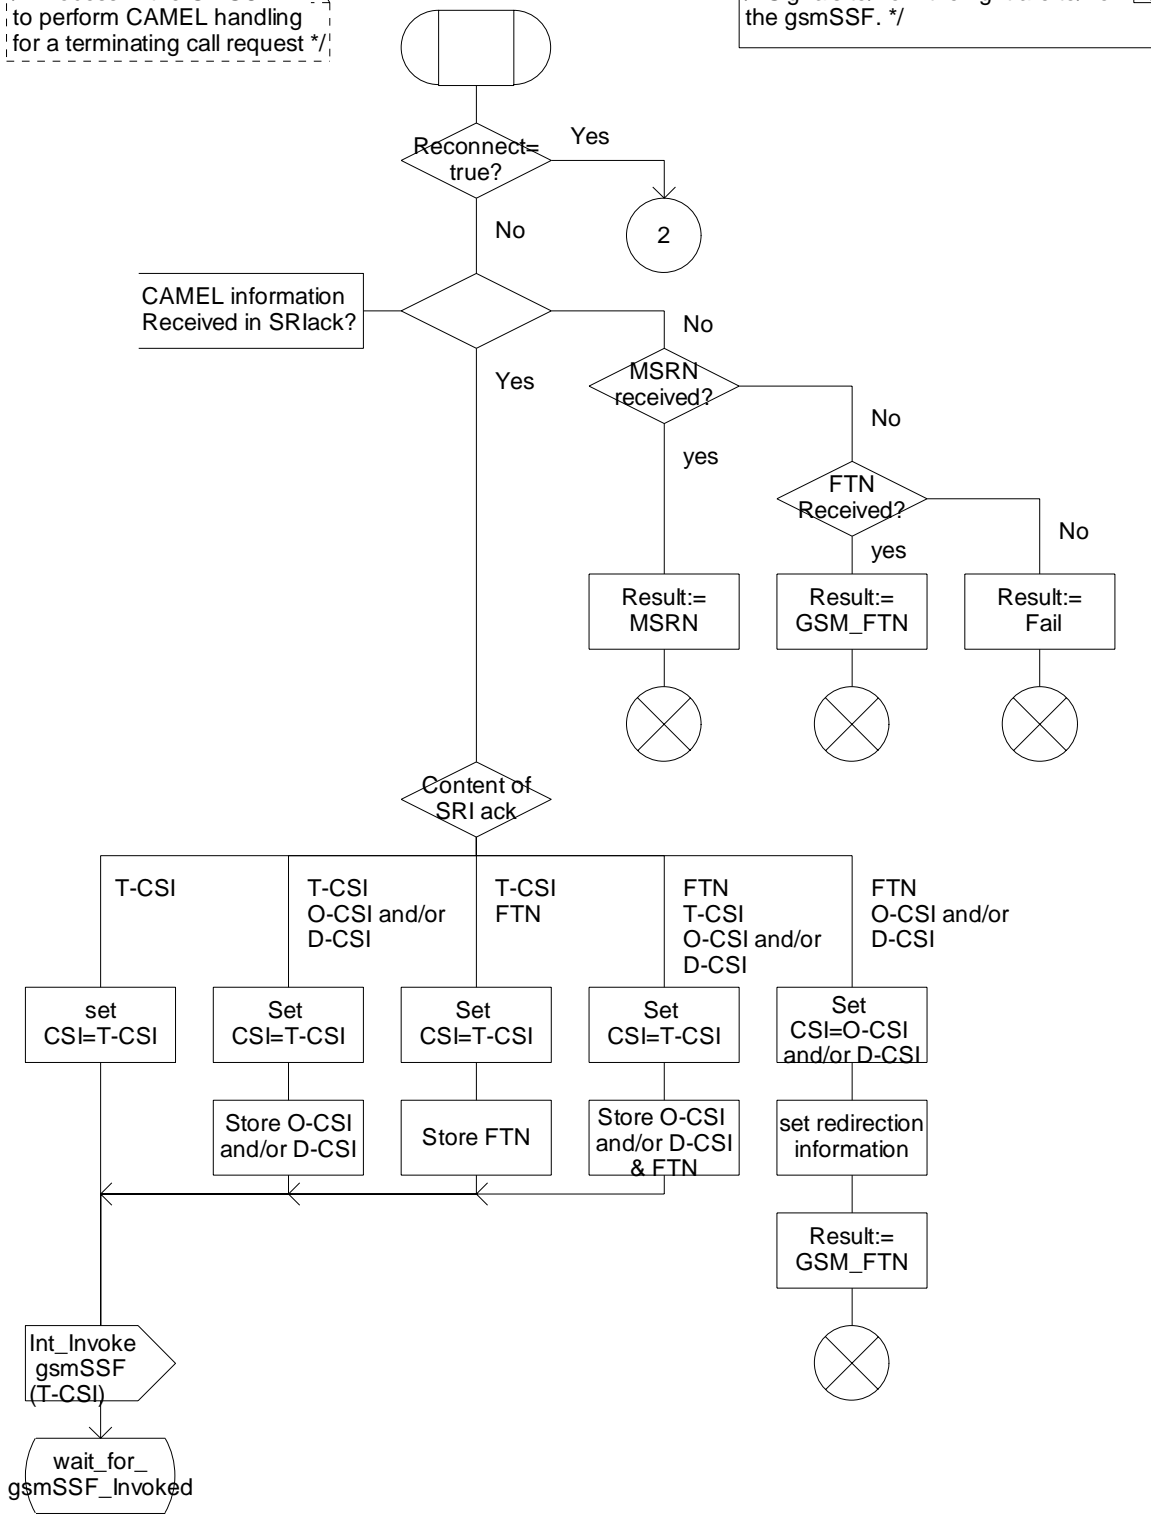 to perform CAMEL handling
for a terminating call request */
the gsmSSF. */
Reconnect=
true?
Yes
2
No
CAMEL information
Received in SRIack?
No
Yes
MSRN
received?
No
yes
FTN
Received?
No
yes
Result:=
MSRN
Result:=
GSM_FTN
Result:=
Fail
Content of
SRI ack
T-CSI
T-CSI
O-CSI and/or
D-CSI
T-CSI
FTN
FTN
T-CSI
O-CSI and/or
D-CSI
FTN
O-CSI and/or
D-CSI
set
CSI=T-CSI
Set
CSI=T-CSI
Set
CSI=T-CSI
Set
CSI=T-CSI
Set
CSI=O-CSI
and/or D-CSI
Store O-CSI
and/or D-CSI
Store FTN
Store O-CSI
and/or D-CSI
& FTN
set redirection
information
Result:=
GSM_FTN
Int_Invoke
gsmSSF
(T-CSI)
wait_for_
gsmSSF_Invoked